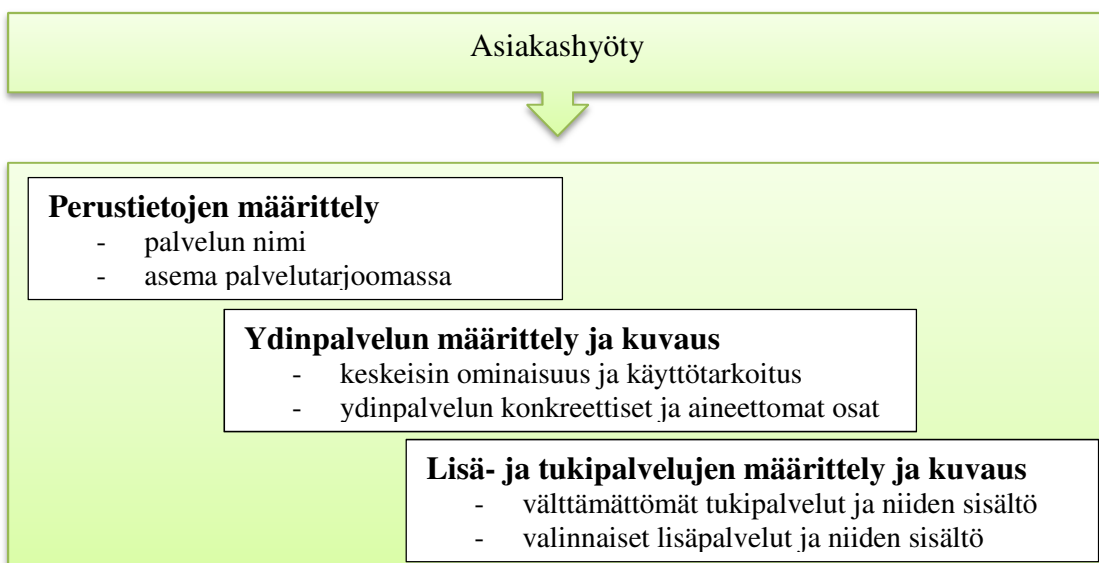 Asiakashyöty
Perustietojen määrittely
- palvelun nimi
- asema palvelutarjoomassa
Ydinpalvelun määrittely ja kuvaus
- keskeisin ominaisuus ja käyttötarkoitus
- ydinpalvelun konkreettiset ja aineettomat osat
Lisä- ja tukipalvelujen määrittely ja kuvaus
- välttämättömät tukipalvelut ja niiden sisältö
- valinnaiset lisäpalvelut ja niiden sisältö